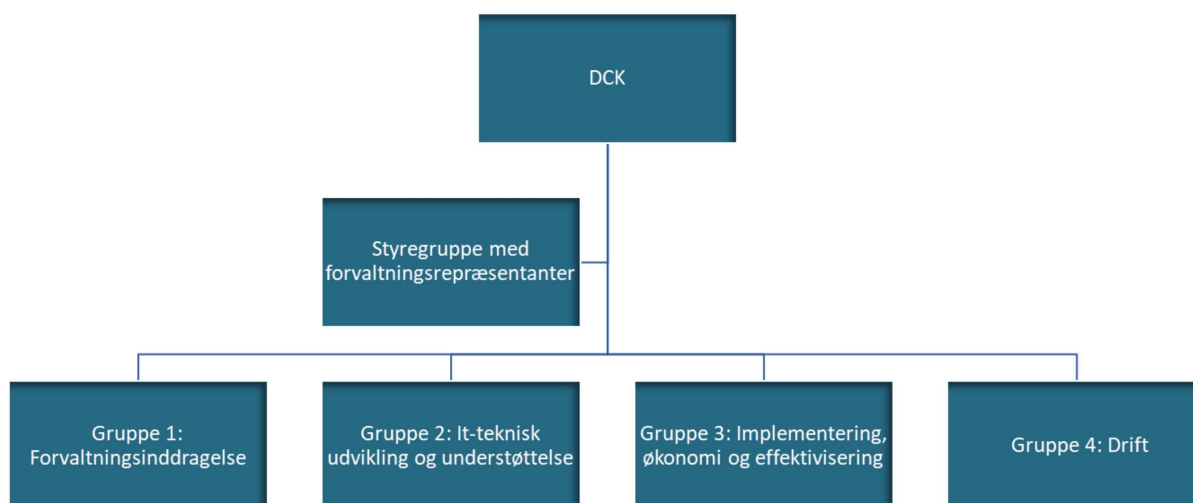 DCK
Styregruppe med
forvaltningsrepræsentanter
Gruppe 1:
Forvaltningsinddragelse
Gruppe 2: It-teknisk
udvikling og understøttelse
Gruppe 3: Implementering,
økonomi og effektivisering
Gruppe 4: Drift